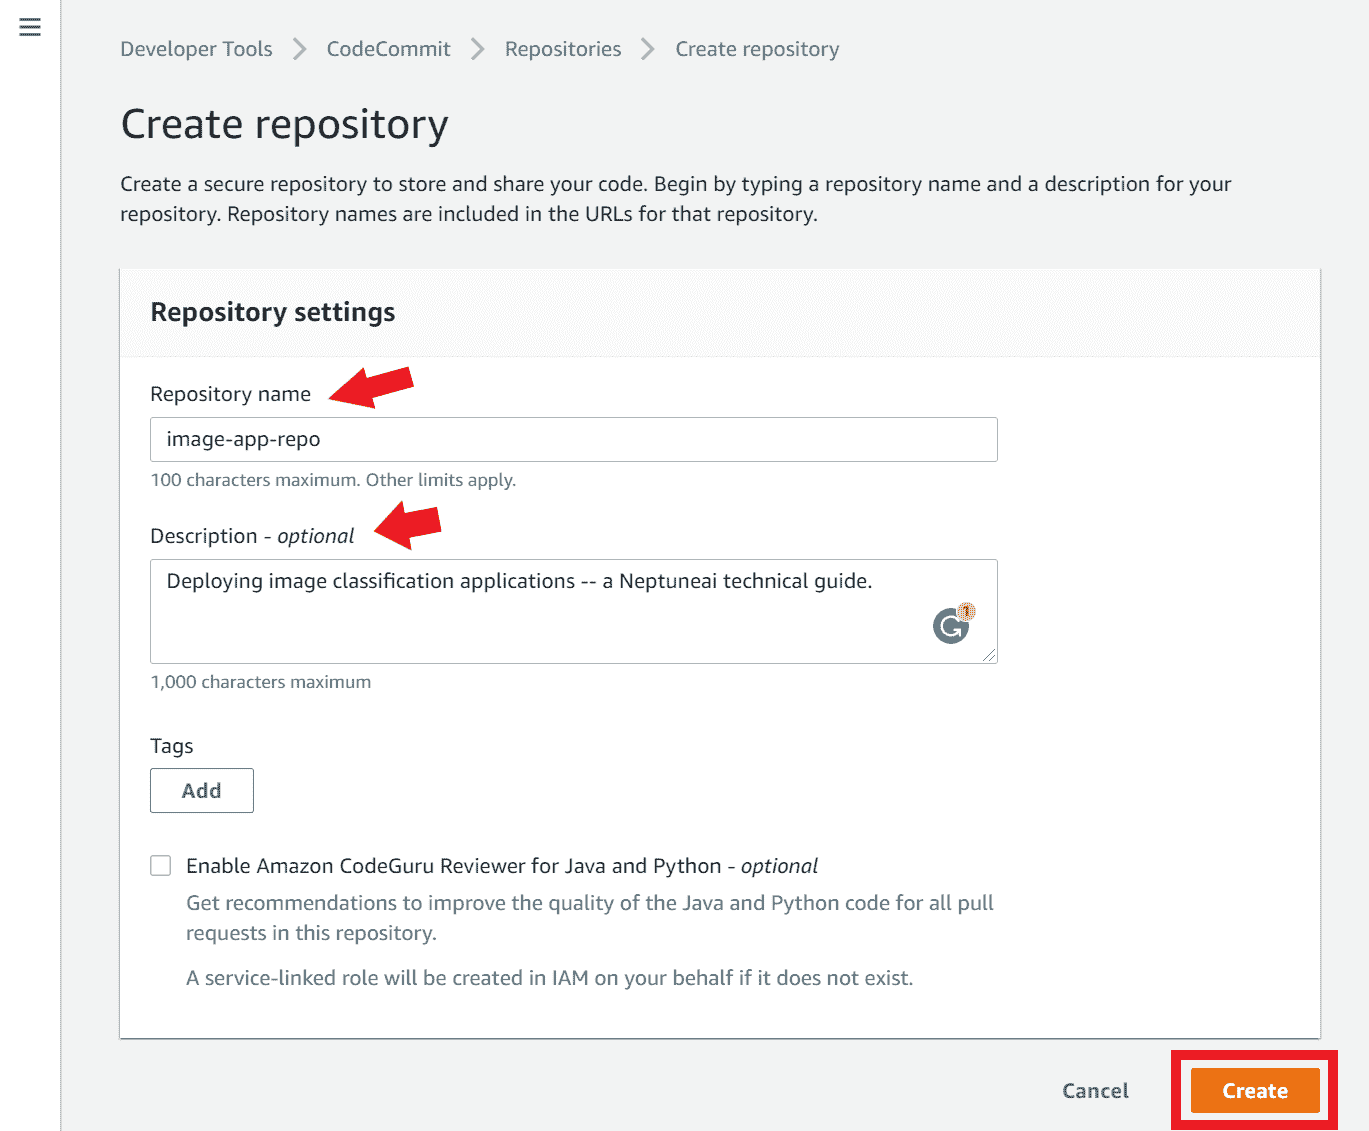 Developer Tools > CodeCommit > Repositories > Create repository
Create repository
Create a secure repository to store and share your code. Begin by typing a repository name and a description for your
repository. Repository names are included in the URLs for that repository.
Repository settings
Repository name
image-app-repo
100 characters maximum. Other limits apply.
Description - optional
Deploying image classification applications -- a Neptuneai technical guide.
1
1,000 characters maximum
Tags
Add
Enable Amazon CodeGuru Reviewer for Java and Python - optional
Get recommendations to improve the quality of the Java and Python code for all pull
requests in this repository.
A service-linked role will be created in IAM on your behalf if it does not exist.
Cancel Create